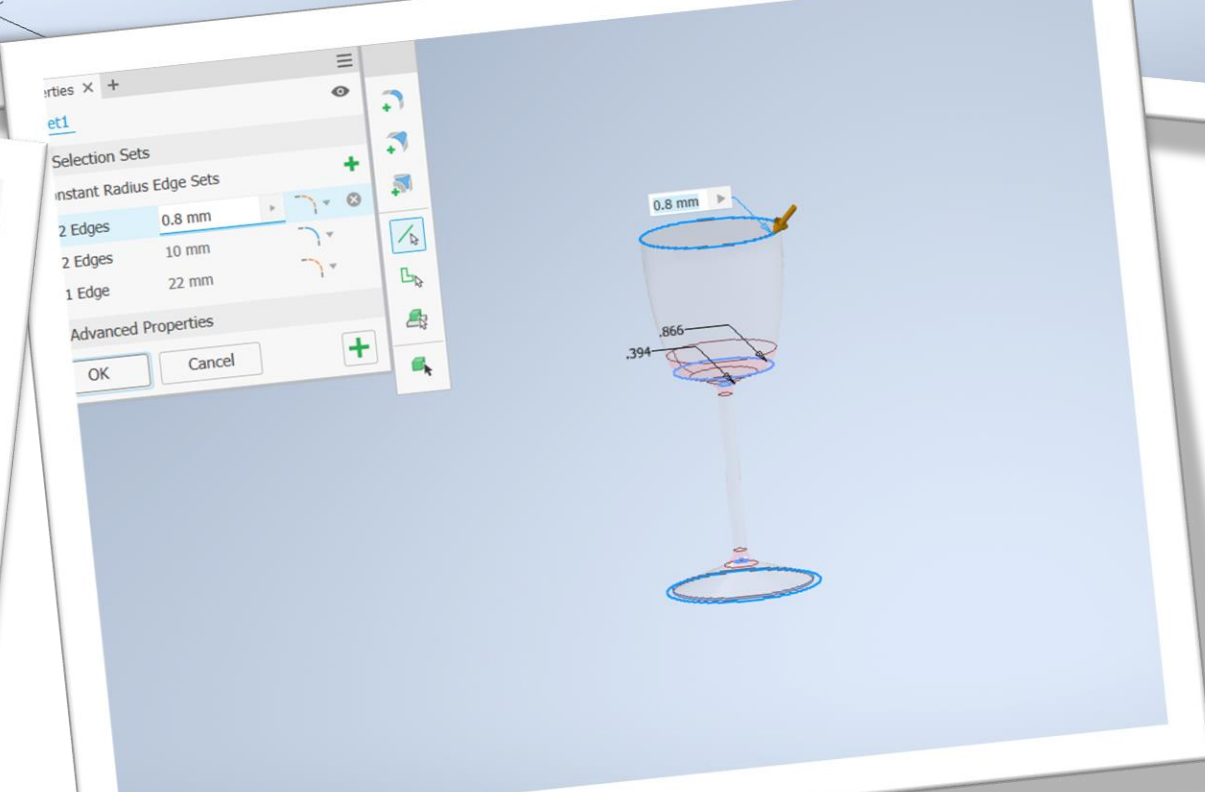 erties × +
et1
Selection Sets
nstant Radius Edge Sets
2 Edges 0.8 mm
2 Edges 10 mm
1 Edge 22 mm
Advanced Properties
OK Cancel
0.8 mm
.866
.394